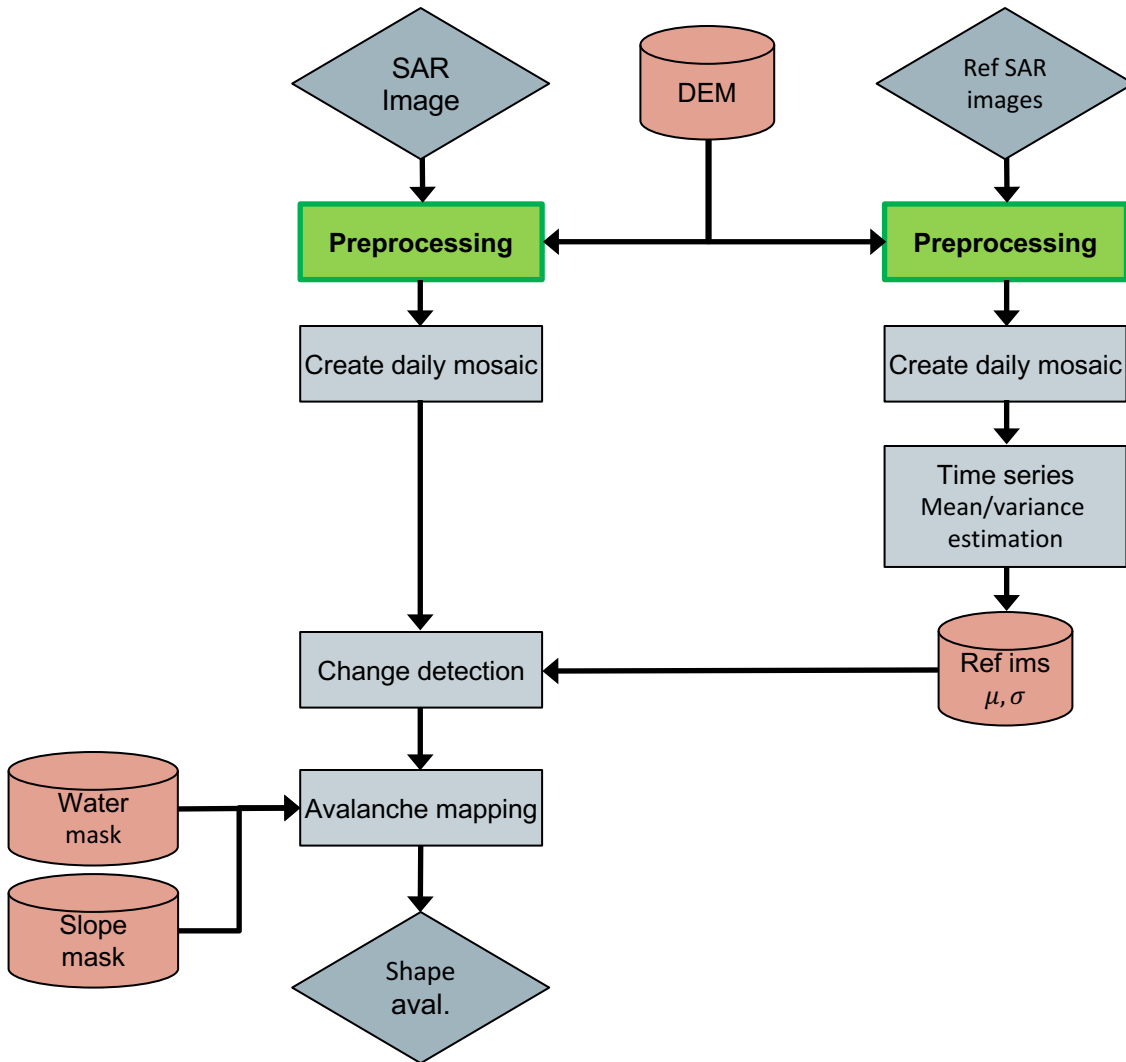 SAR
Image
DEM
Ref SAR
images
Preprocessing
Preprocessing
Create daily mosaic
Create daily mosaic
Time series
Mean/variance
estimation
Change detection
Ref ims
μ, σ
Water
mask
Avalanche mapping
Slope
mask
Shape
aval.